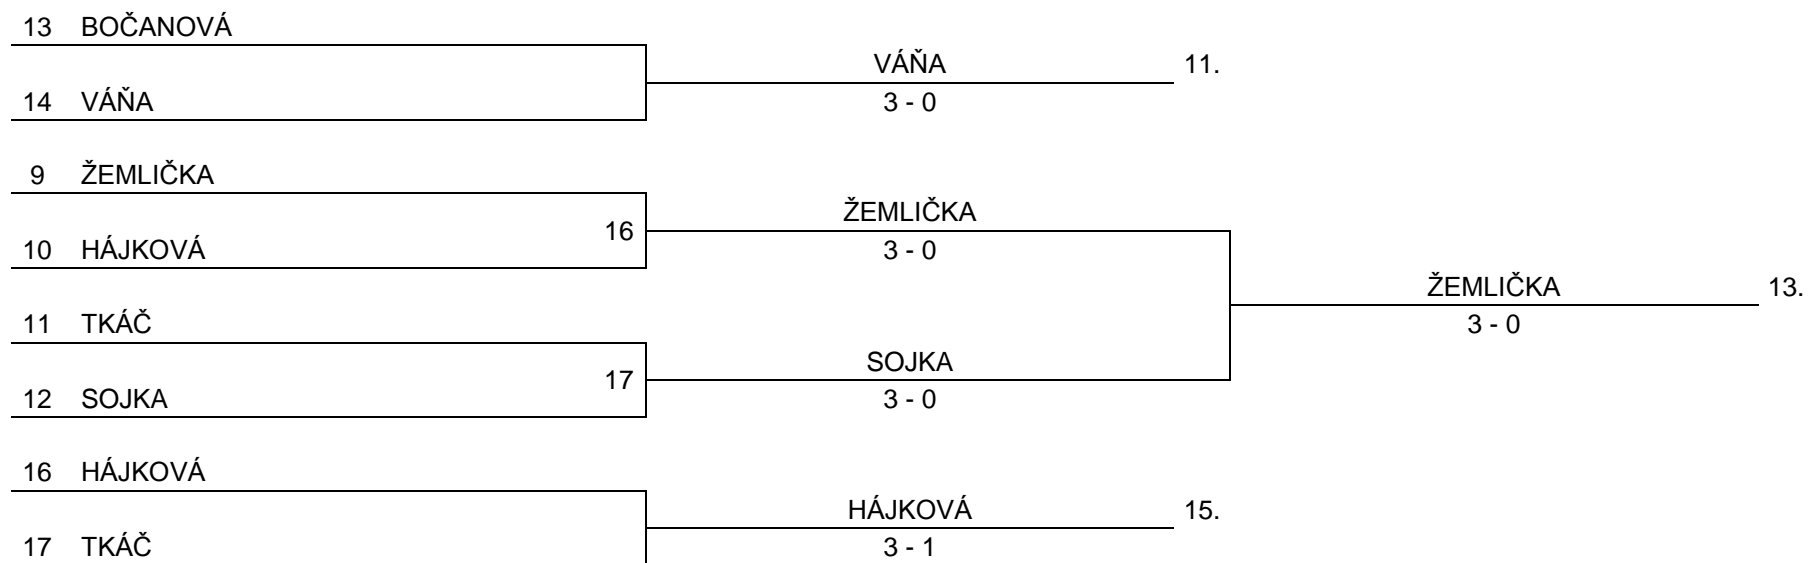 13 BOČANOVÁ
VÁŇA 11.
14 VÁŇA 3 - 0
9 ŽEMLIČKA
16 ŽEMLIČKA
10 HÁJKOVÁ 3 - 0
ŽEMLIČKA 13.
11 TKÁČ 3 - 0
17 SOJKA
12 SOJKA 3 - 0
16 HÁJKOVÁ
HÁJKOVÁ 15.
17 TKÁČ 3 - 1